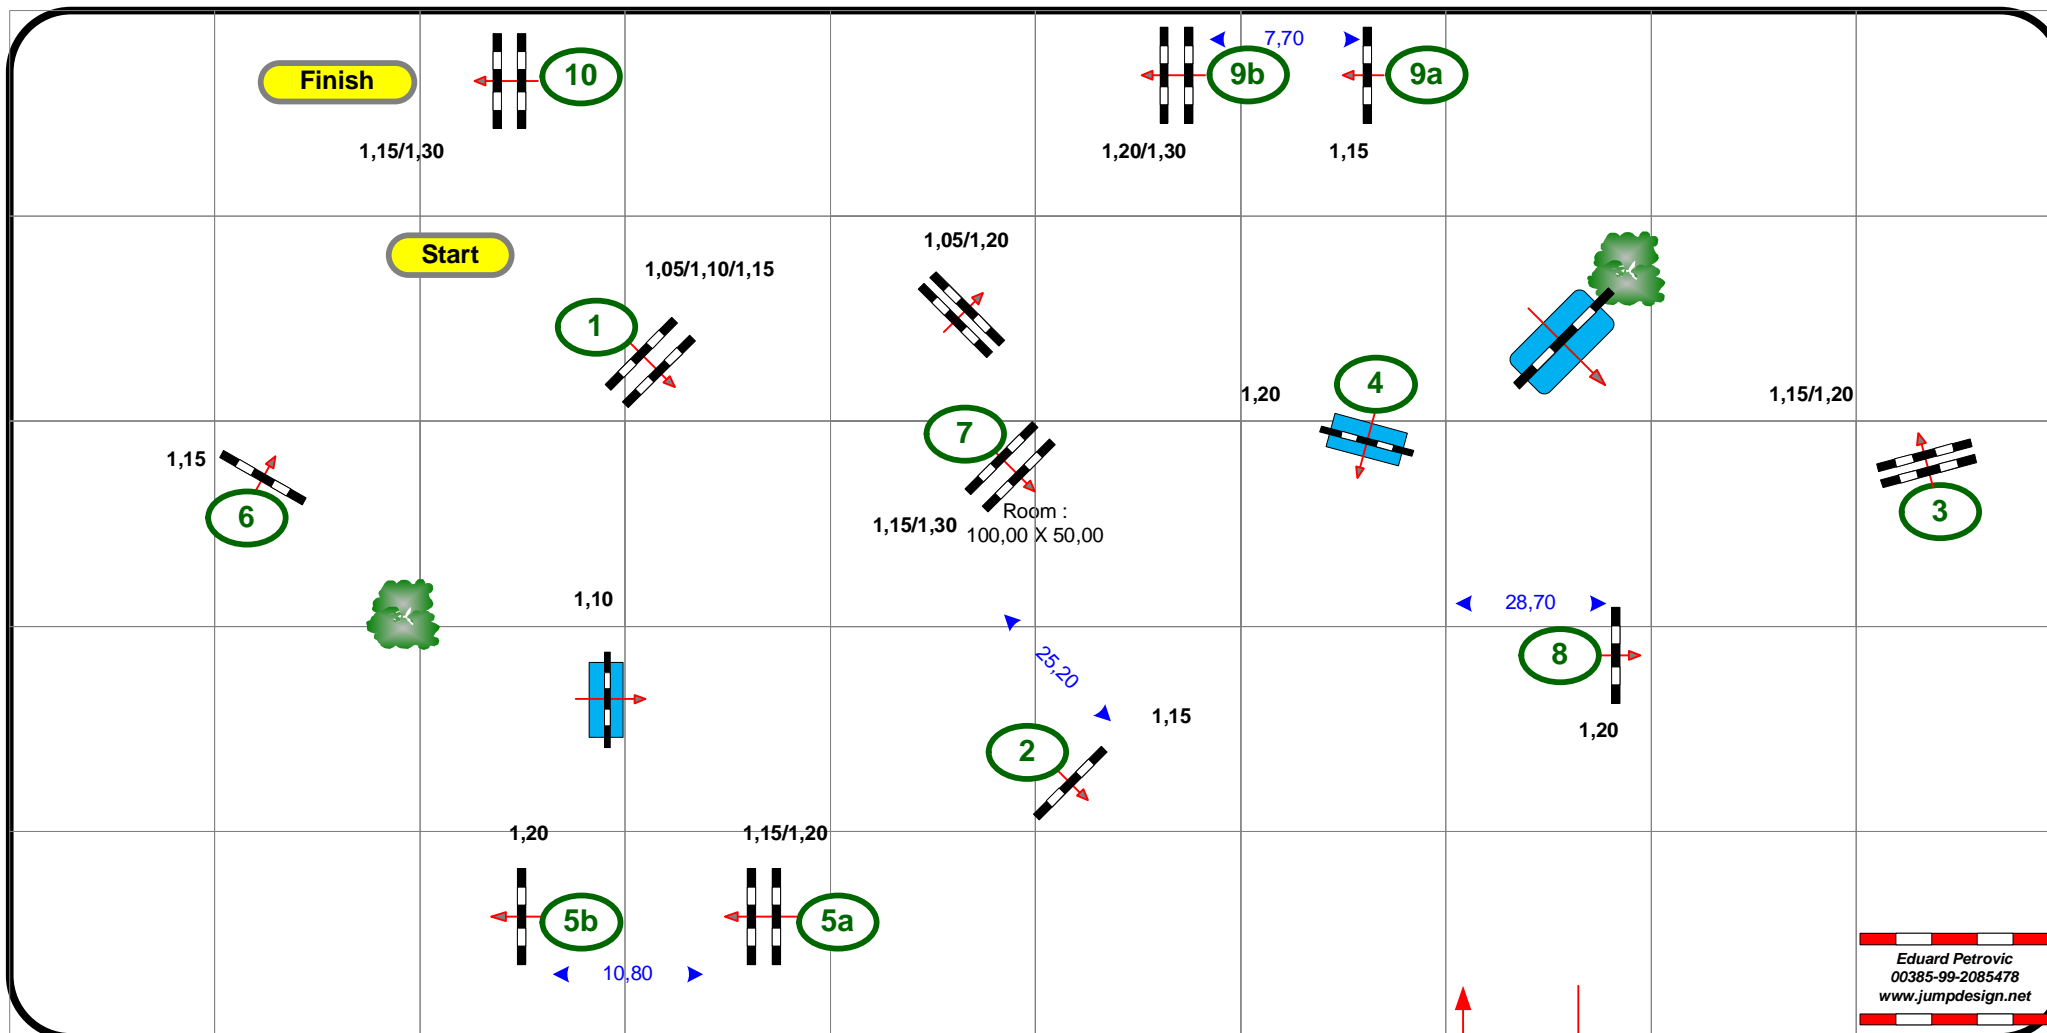 Finish
10
9b
7,70
9a
1,15/1,30
1,20/1,30
1,15
Start
1,05/1,10/1,15
1,05/1,20
1
4
1,20
1,15/1,20
7
1,15
6
3
1,15/1,30
Room :
100,00 X 50,00
1,10
28,70
8
25,20
1,15
1,20
2
1,20
1,15/1,20
5b
5a
10,80
Eduard Petrovic
00385-99-2085478
www.jumpdesign.net